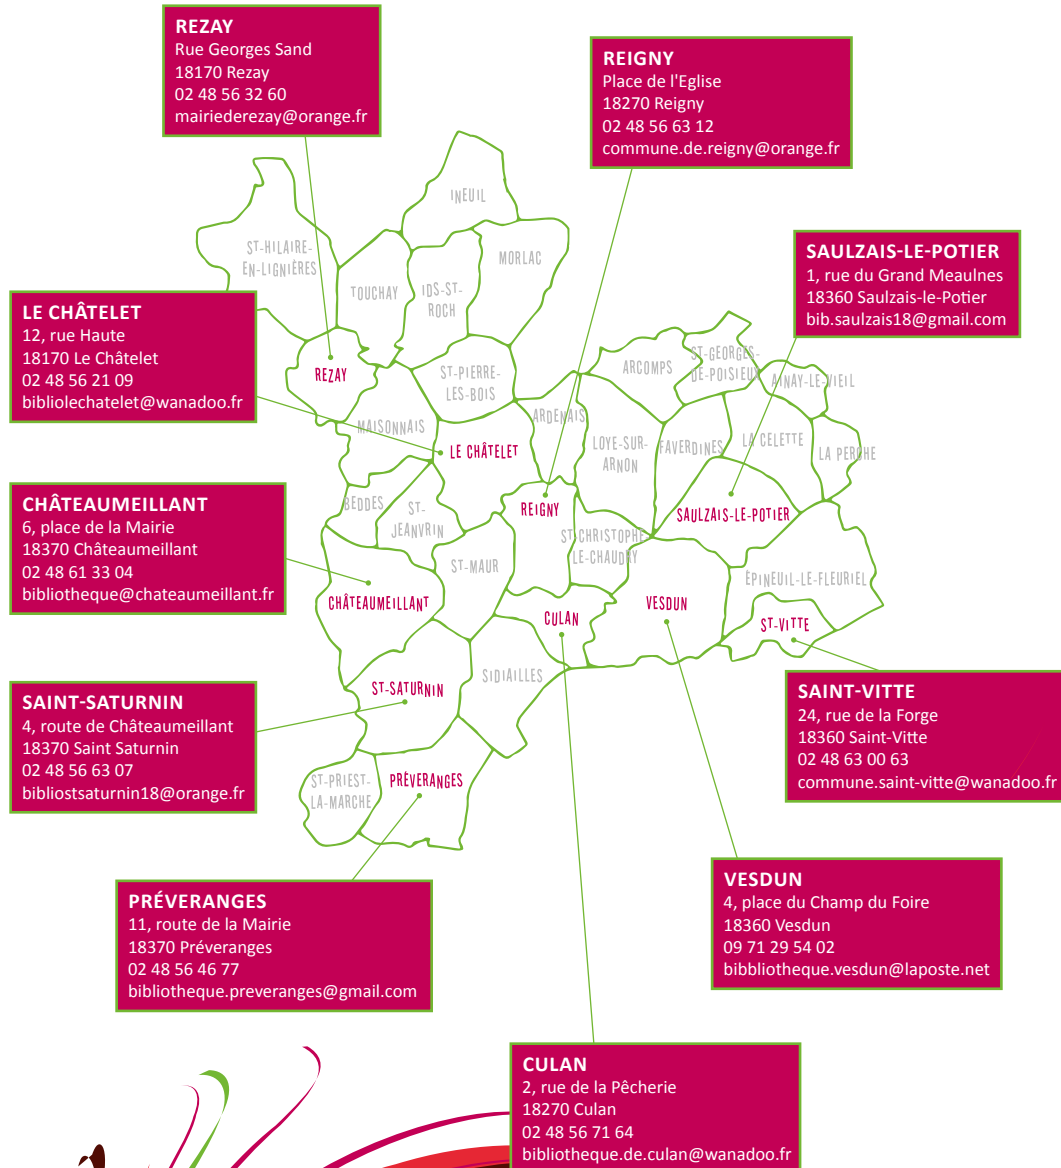 REZAY
Rue Georges Sand
18170 Rezay
02 48 56 32 60
mairiederezay@orange.fr
REIGNY
Place de l'Eglise
18270 Reigny
02 48 56 63 12
commune.de.reigny@orange.fr
SAULZAIS-LE-POTIER
1, rue du Grand Meaulnes
18360 Saulzais-le-Potier
bib.saulzais18@gmail.com
LE CHÂTELET
12, rue Haute
18170 Le Châtelet
02 48 56 21 09
bibliolechatelet@wanadoo.fr
CHÂTEAUMEILLANT
6, place de la Mairie
18370 Châteaumeillant
02 48 61 33 04
bibliotheque@chateaumeillant.fr
SAINT-SATURNIN
4, route de Châteaumeillant
18370 Saint Saturnin
02 48 56 63 07
bibliostsaturnin18@orange.fr
INEUIL
ST-HILAIRE-
EN-LIGNIÈRES
MORLAC
TOUCHAY
IDS-ST-
ROCH
REZAY
ST-PIERRE-
LES-BOIS
ARCOMPS
ST-GEORGES-
DE-POISIEUX
AINAY-LE-VIEIL
MAISONNAIS
ARDENAIS
LE CHÂTELET
LOYE-SUR-
ARNON
FAVERDINES
LA CELETTE
LA PERCHE
BEDDES
ST-
JEANVRIN
REIGNY
SAULZAIS-LE-POTIER
ST-CHRISTOPHE-
LE-CHAUDRY
ST-MAUR
ÉPINEUIL-LE-FLEURIEL
CHÂTEAUMEILLANT
CULAN
VESDUN
ST-VITTE
SIDIAILLES
ST-SATURNIN
ST-PRIEST-
LA-MARCHE
PRÉVERANGES
SAINT-VITTE
24, rue de la Forge
18360 Saint-Vitte
02 48 63 00 63
commune.saint-vitte@wanadoo.fr
PRÉVERANGES
11, route de la Mairie
18370 Préveranges
02 48 56 46 77
bibliotheque.preveranges@gmail.com
VESDUN
4, place du Champ du Foire
18360 Vesdun
09 71 29 54 02
bibbliotheque.vesdun@laposte.net
CULAN
2, rue de la Pêcherie
18270 Culan
02 48 56 71 64
bibliotheque.de.culan@wanadoo.fr